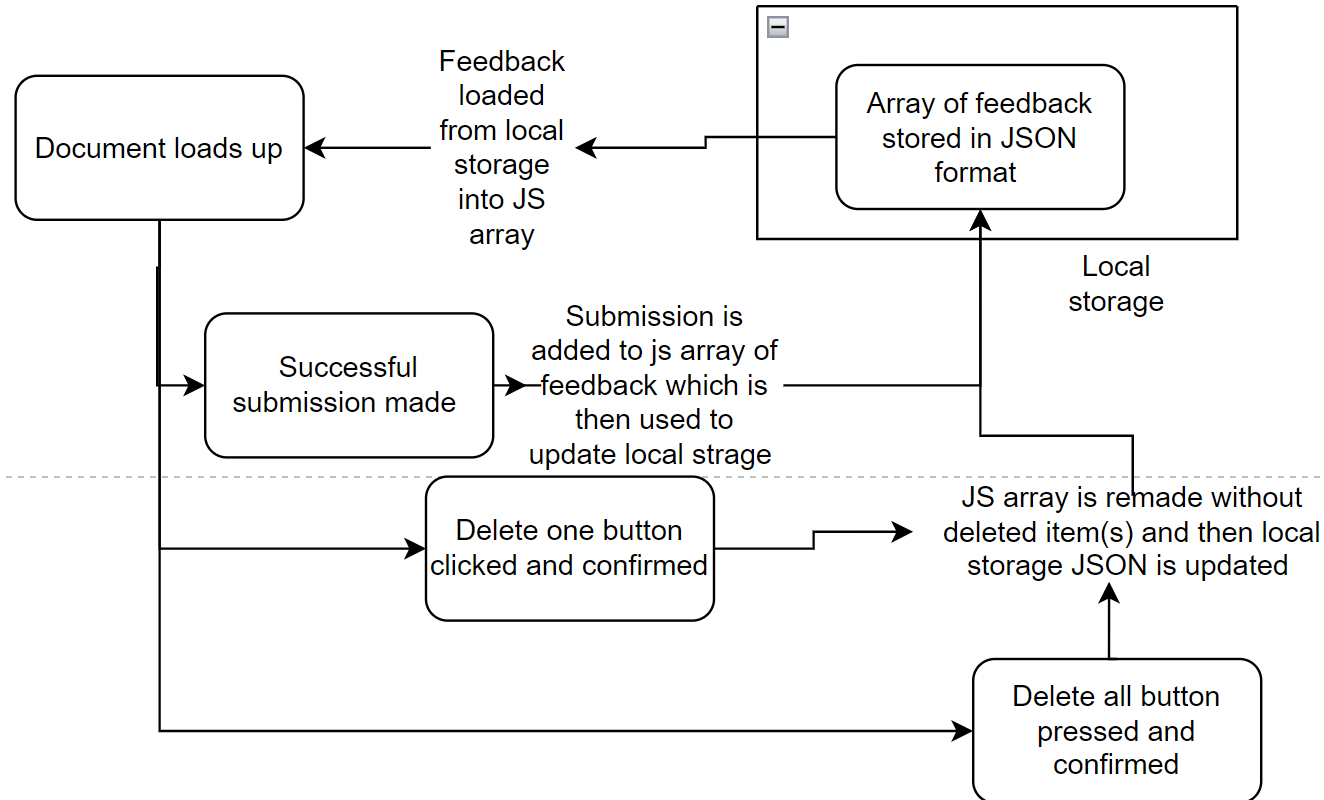 Document loads up
Feedback
loaded
from local
storage
into JS
array
Array of feedback
stored in JSON
format
Local
storage
Successful
submission made
Submission is
added to js array of
feedback which is
then used to
update local strage
Delete one button
clicked and confirmed
JS array is remade without
deleted item(s) and then local
storage JSON is updated
Delete all button
pressed and
confirmed